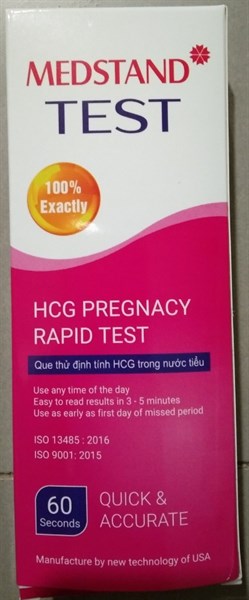 MEDSTAND
TEST
100%
Exactly
HCG PREGNACY
RAPID TEST
Que thử định tính HCG trong nước tiểu
Use any time of the day
Easy to read results in 3 - 5 minutes
Use as early as first day of missed period
ISO 13485 : 2016
ISO 9001: 2015
60
Seconds
QUICK &
ACCURATE
Manufacture by new technology of USA